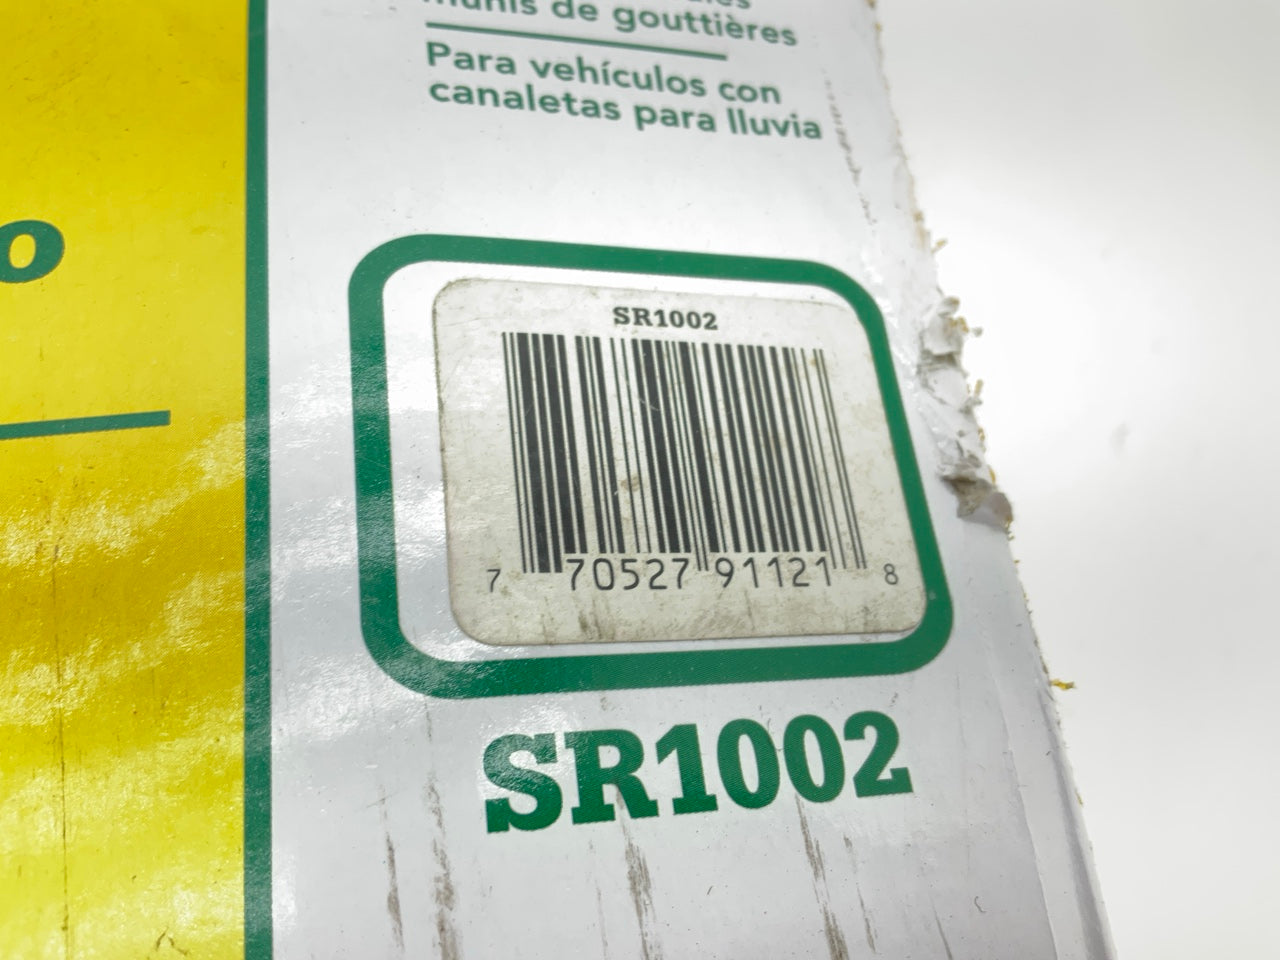 munis de gouttières
Para vehículos con
canaletas para lluvia
o
SR1002
7 70527 91121 8
SR1002